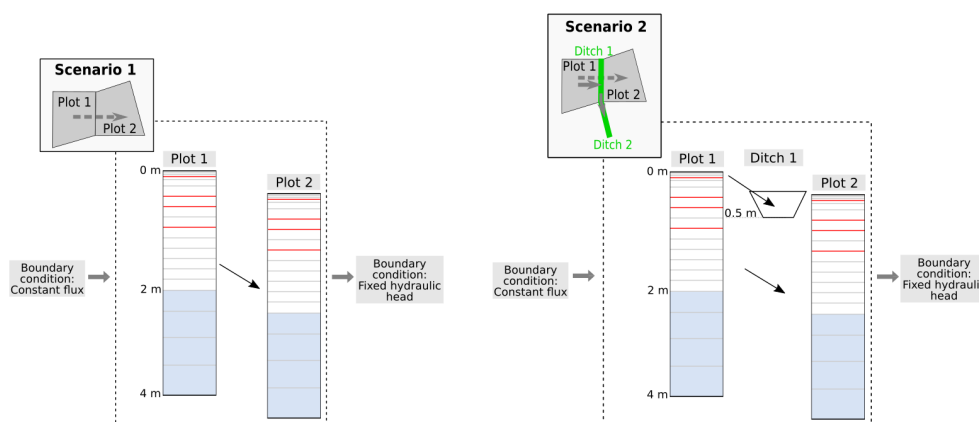 Scenario 1
Plot 1
Plot 2
Plot 1
0 m
Plot 2
Boundary
condition:
Constant flux
2 m
4 m
Boundary
condition:
Fixed hydraulic
head
Scenario 2
Ditch 1
Plot 1
Plot 2
Ditch 2
Plot 1
Ditch 1
0 m
Plot 2
0.5 m
Boundary
condition:
Constant flux
2 m
4 m
Boundary
condition:
Fixed hydraulic
head